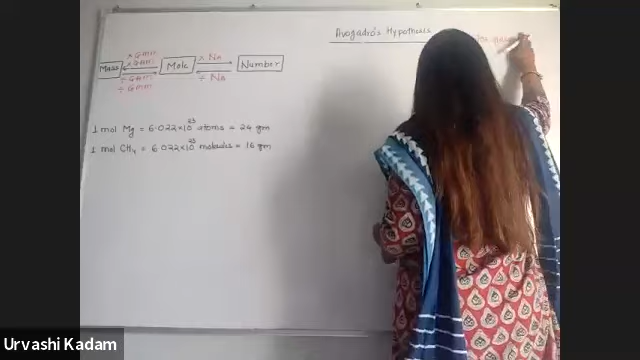 Avogadro's Hypothesis
× GMM
× GAM
Mass Mole × NA Number
÷ GAM ÷ NA
÷ GMM
1 mol Mg = 6.022×10²³ atoms = 24 gm
1 mol CH₄ = 6.022×10²³ molecules = 16 gm
Urvashi Kadam